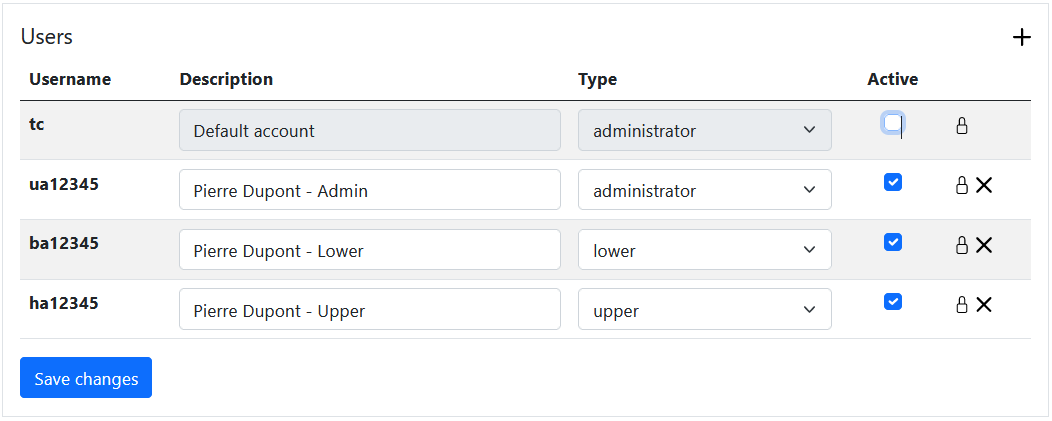 Users
Username Description Type Active
tc Default account administrator
ua12345 Pierre Dupont - Admin administrator
ba12345 Pierre Dupont - Lower lower
ha12345 Pierre Dupont - Upper upper
Save changes